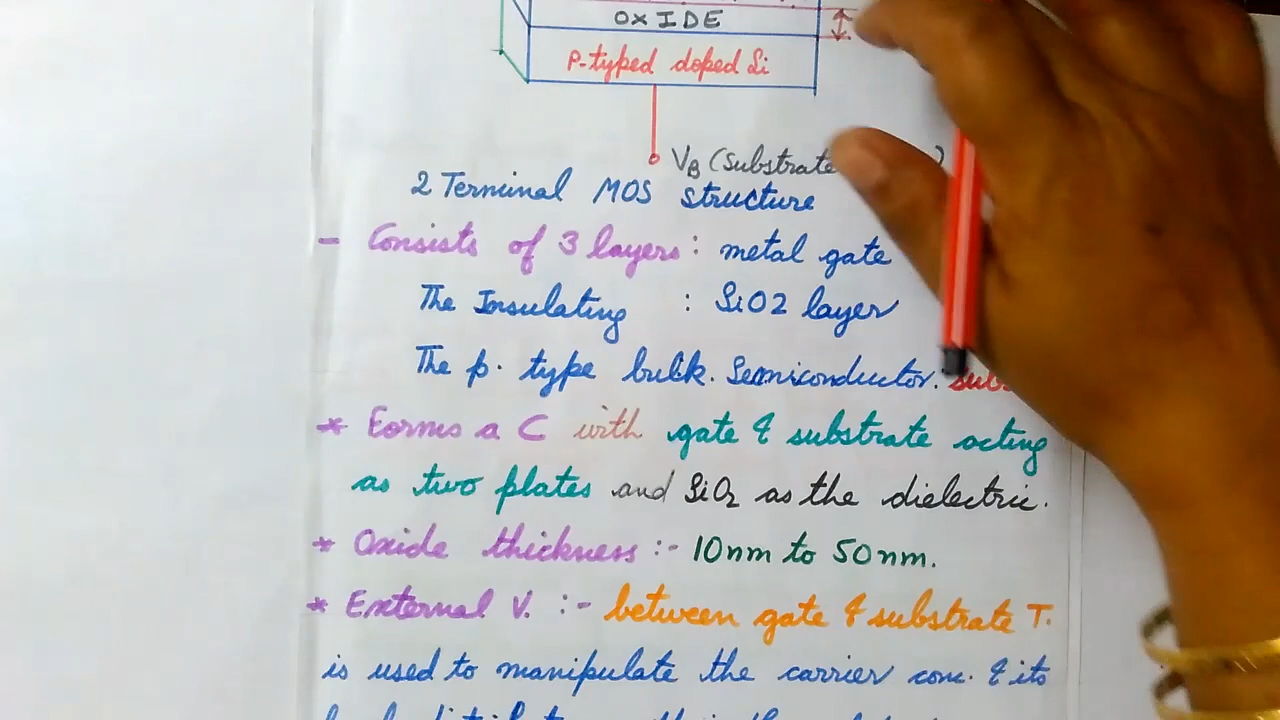 OXIDE
P-typed doped Si
VB (Substrate
2 Terminal MOS structure
- Consists of 3 layers: metal gate
The Insulating : SiO2 layer
The p. type bulk. Semiconductor. subs
* Forms a C with gate & substrate acting
as two plates and SiO2 as the dielectric.
* Oxide thickness :- 10nm to 50nm.
* External V. :- between gate & substrate T.
is used to manipulate the carrier conc. & its